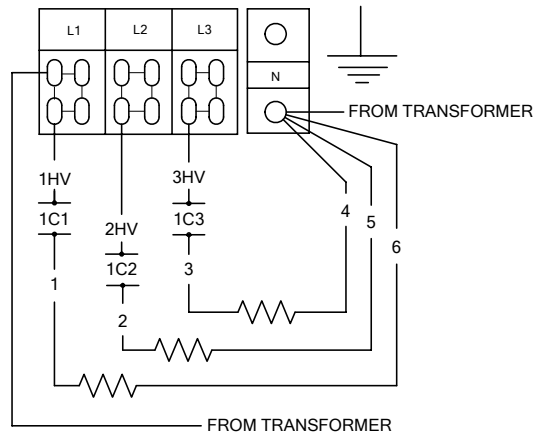 L1 L2 L3
N
FROM TRANSFORMER
1HV 3HV
1C1 2HV 1C3
1C2
4 5 6
1 2 3
FROM TRANSFORMER